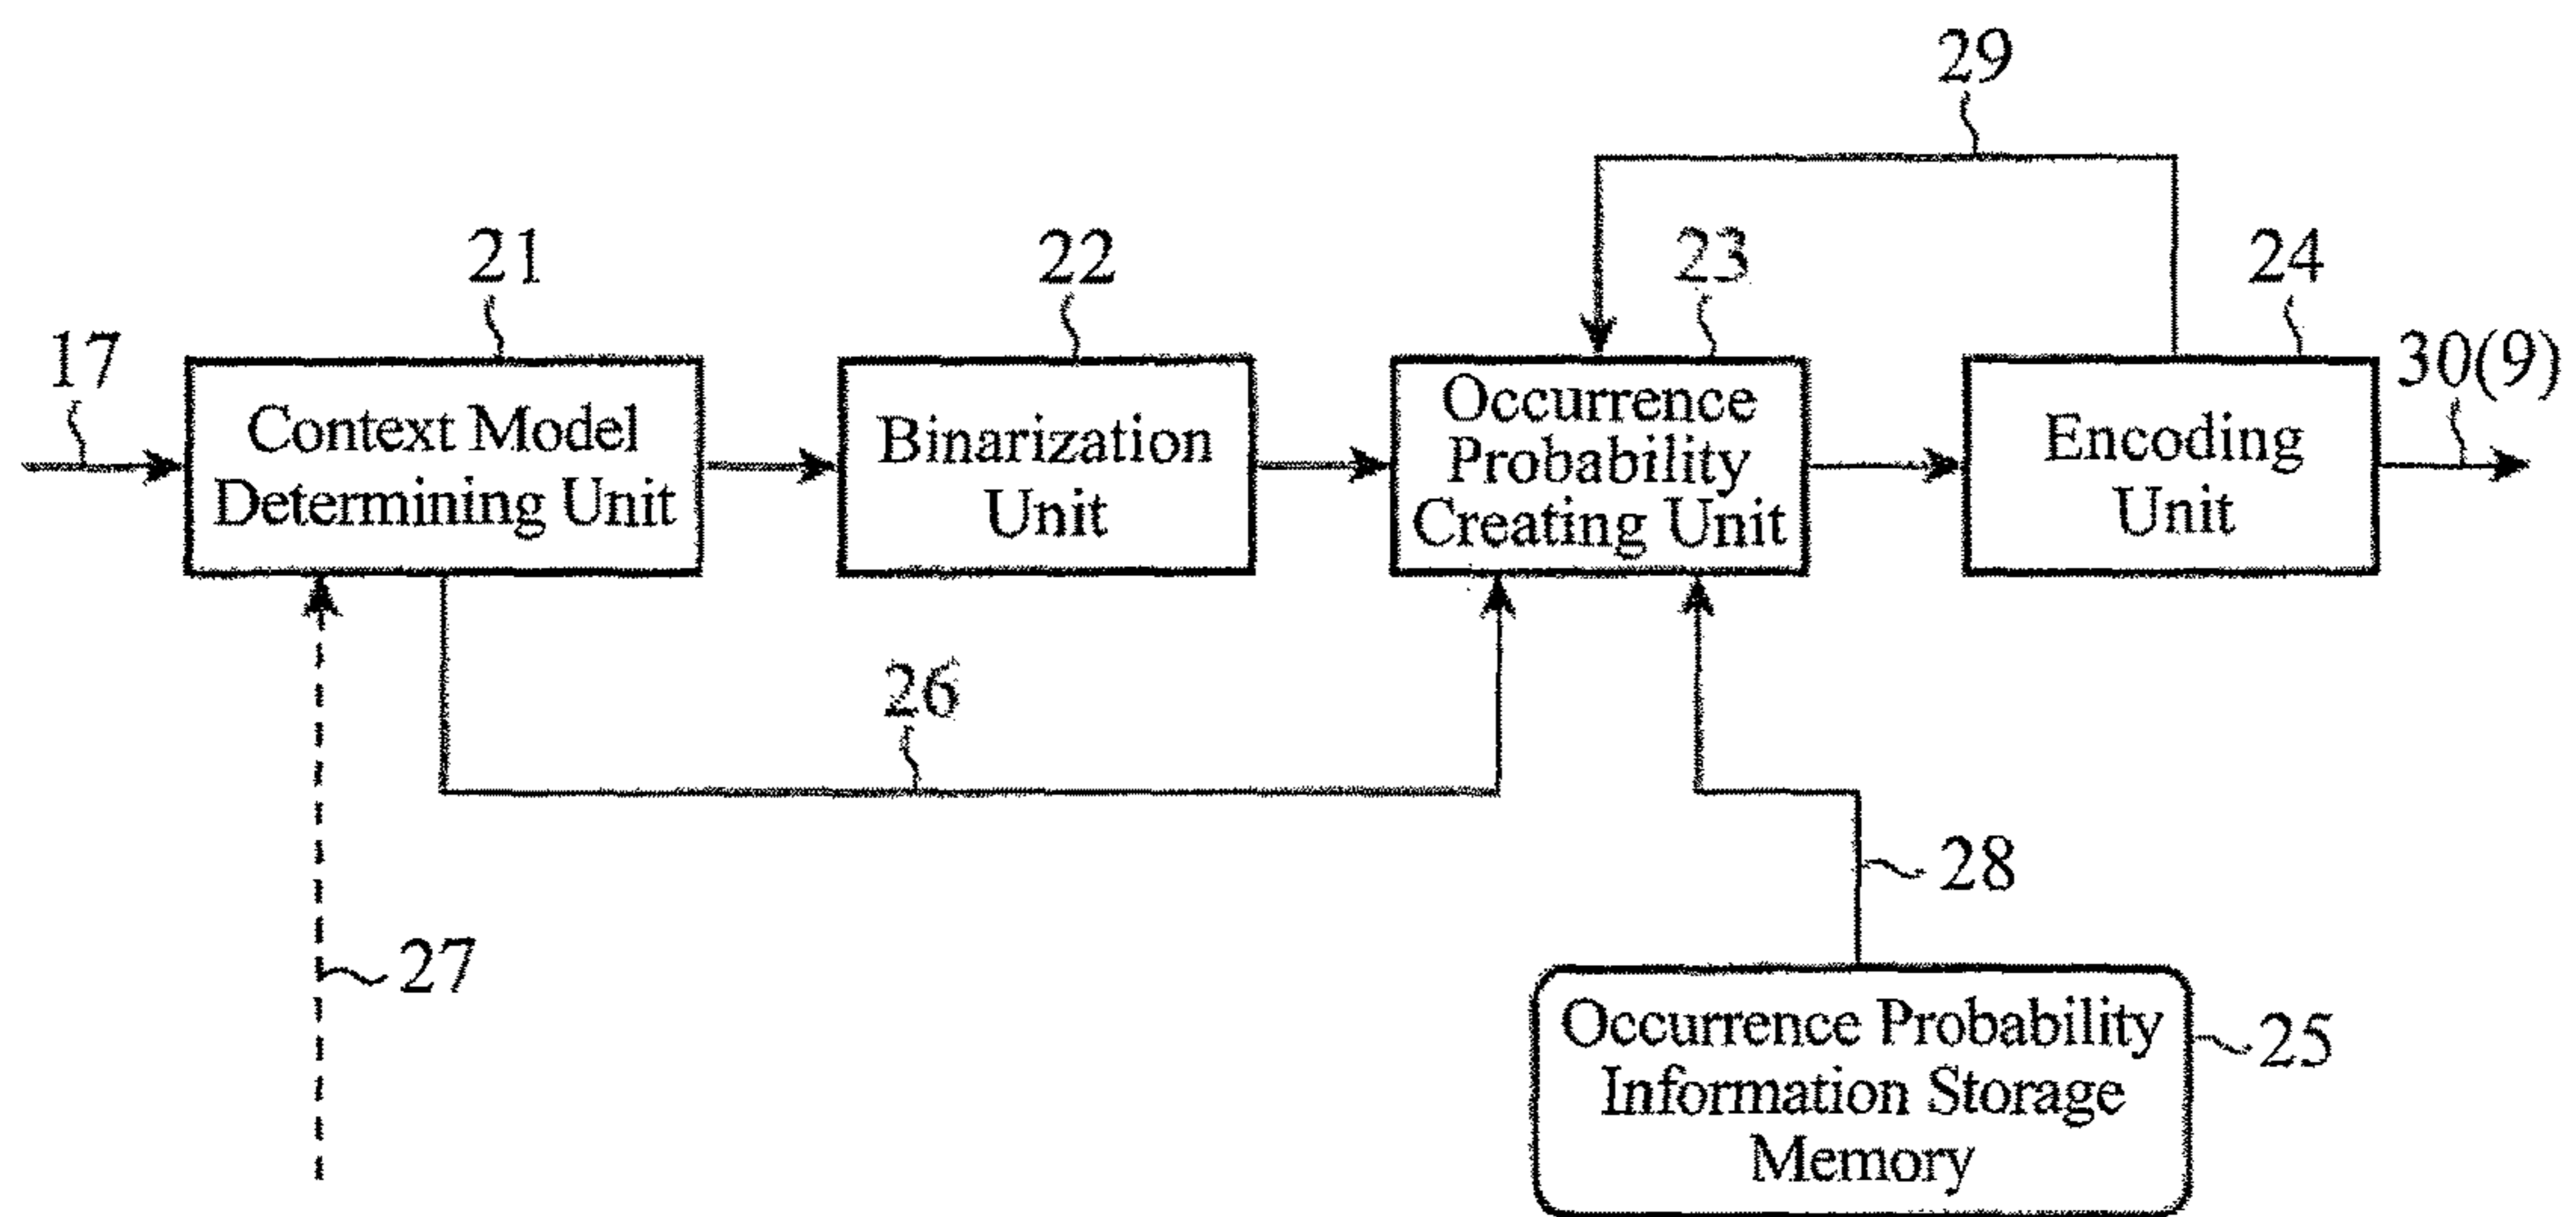 29
21
22
23
24
17
30(9)
Context Model
Determining Unit
Binarization
Unit
Occurrence
Probability
Creating Unit
Encoding
Unit
26
28
27
Occurrence Probability
Information Storage
Memory
25